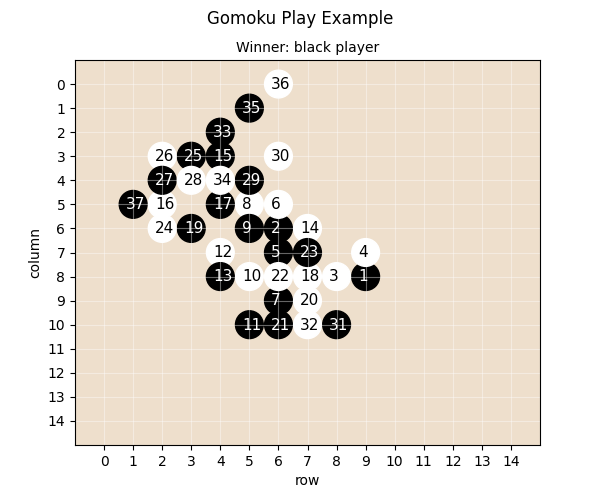 Gomoku Play Example
Winner: black player
0 36
1 35
2 33
3 26 25 15 30
4 27 28 34 29
5 37 16 17 8 6
6 24 19 9 2 14
7 12 5 23 4
8 13 10 22 18 3 1
9 7 20
10 11 21 32 31
11
12
13
14
column
0 1 2 3 4 5 6 7 8 9 10 11 12 13 14
row